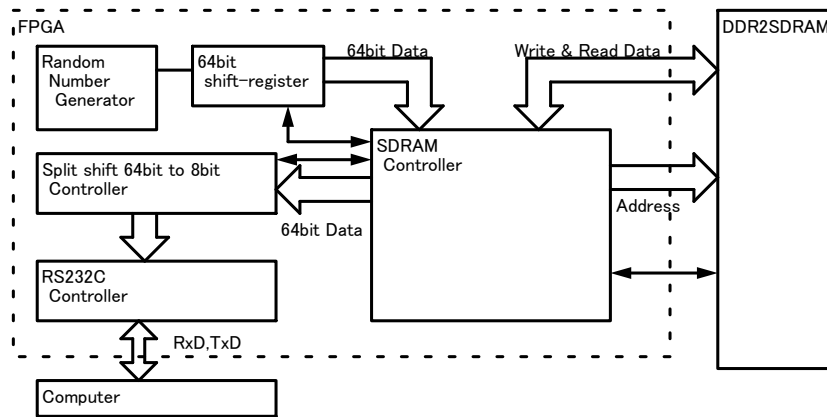 FPGA
DDR2SDRAM
Random
Number
Generator
64bit
shift-register
64bit Data
Write & Read Data
SDRAM
Controller
Split shift 64bit to 8bit
Controller
64bit Data
Address
RS232C
Controller
RxD,TxD
Computer